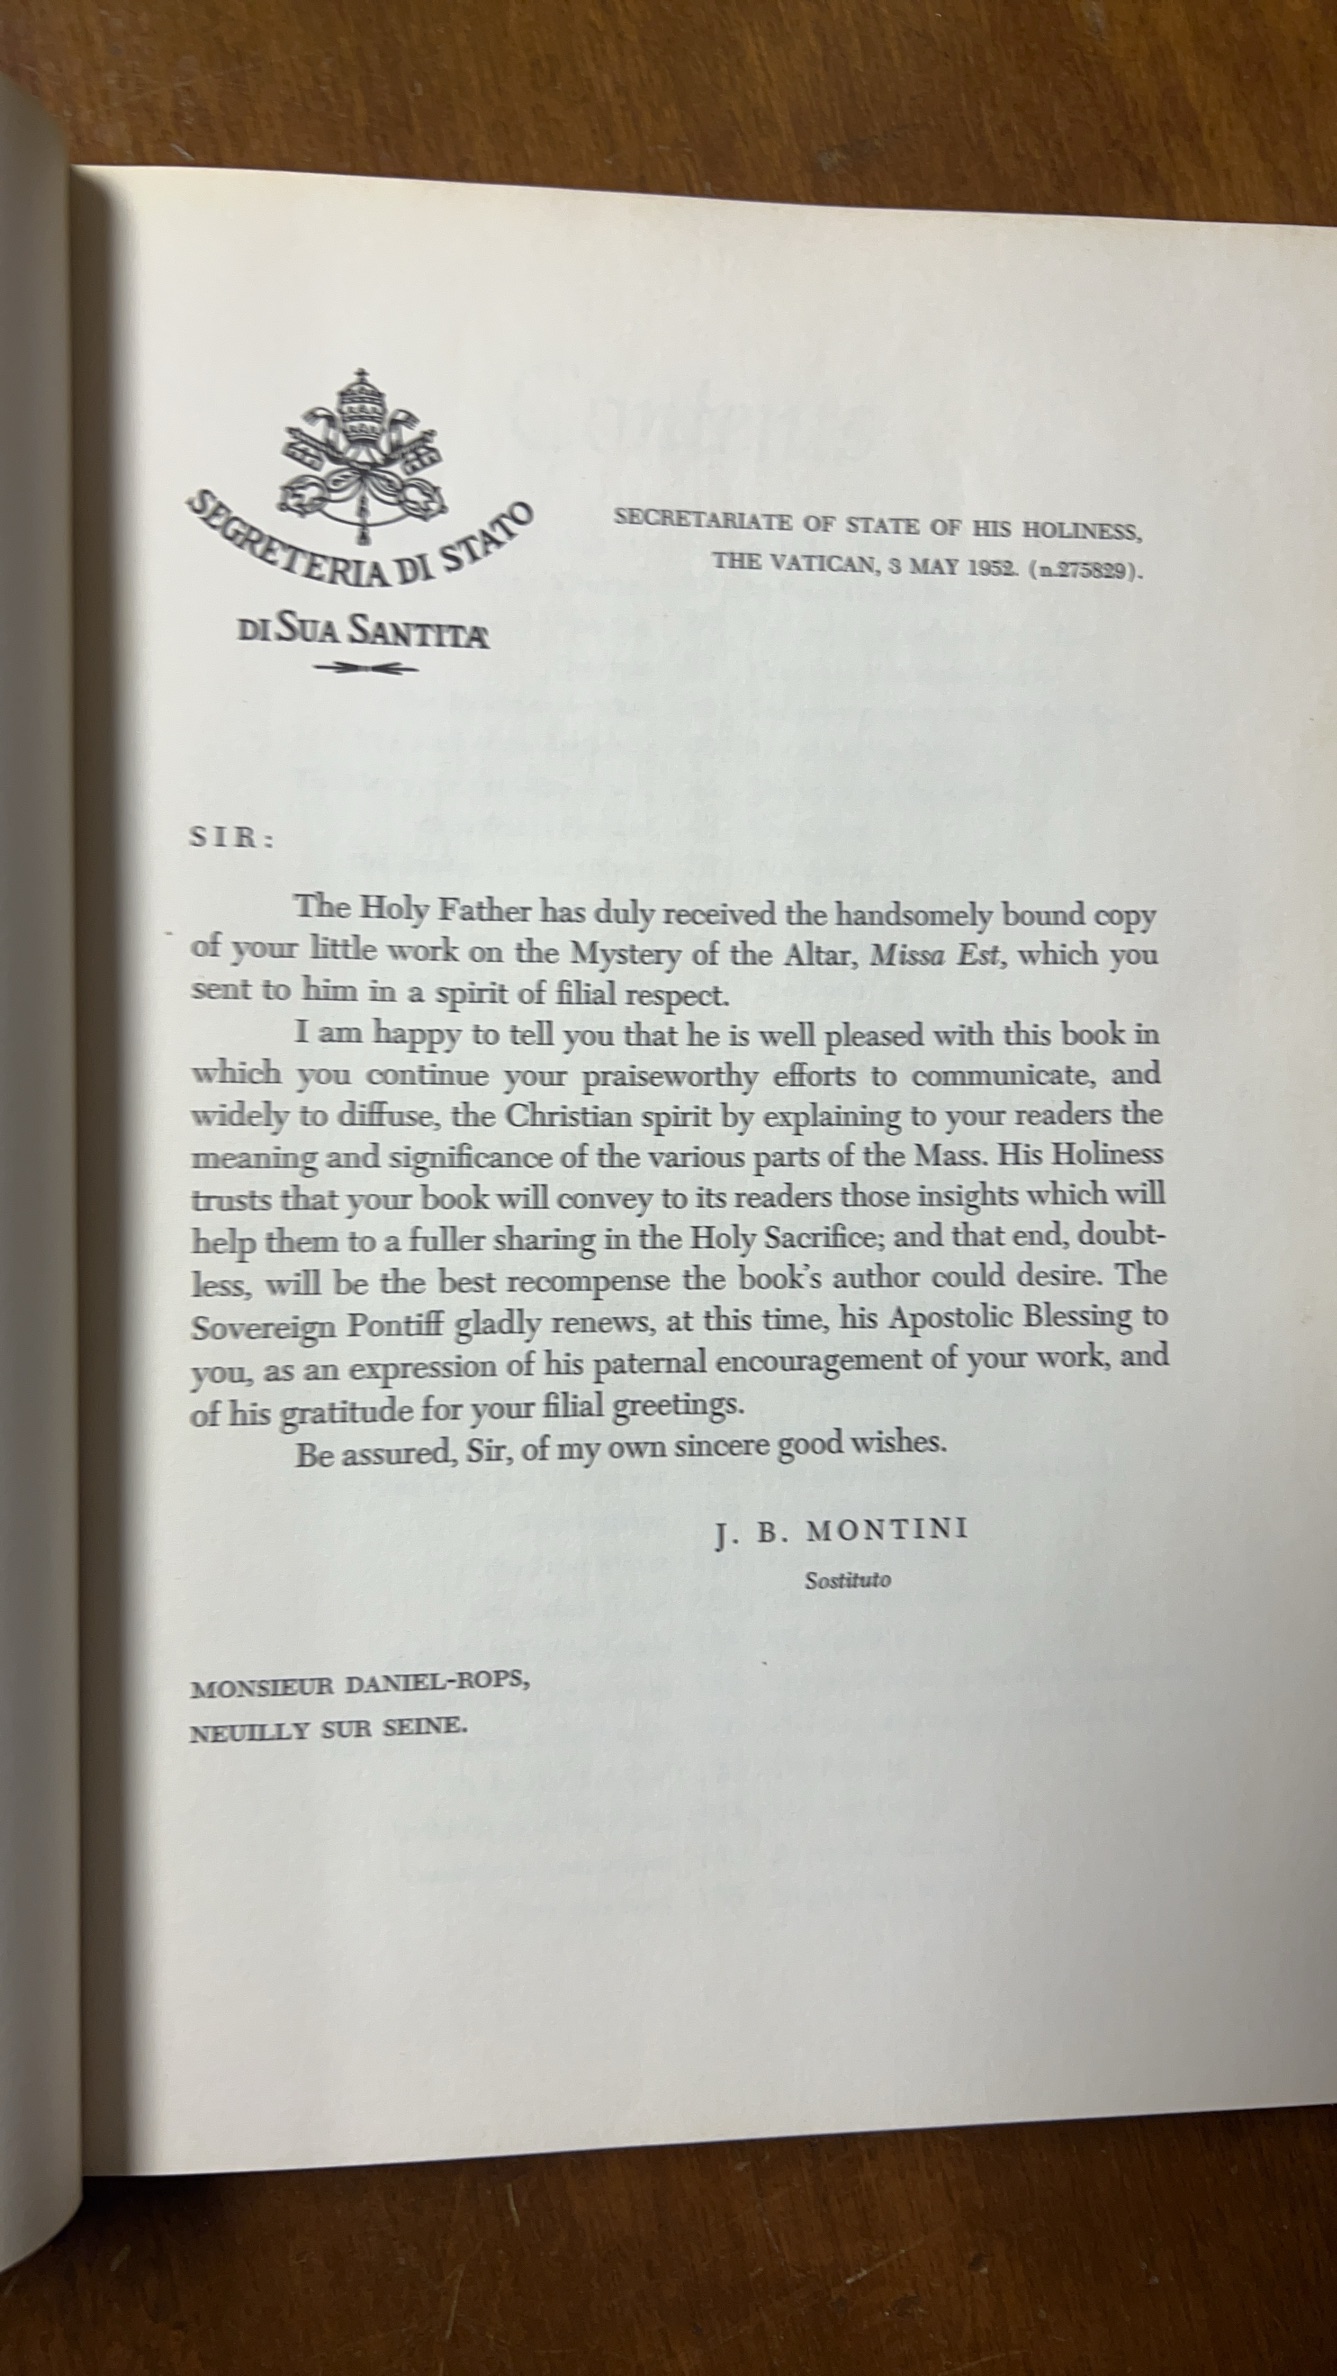 SEGRETERIA DI STATO
DI SUA SANTITA'
SECRETARIATE OF STATE OF HIS HOLINESS,
THE VATICAN, 3 MAY 1952. (n.275829).
SIR:
The Holy Father has duly received the handsomely bound copy
of your little work on the Mystery of the Altar, Missa Est, which you
sent to him in a spirit of filial respect.
I am happy to tell you that he is well pleased with this book in
which you continue your praiseworthy efforts to communicate, and
widely to diffuse, the Christian spirit by explaining to your readers the
meaning and significance of the various parts of the Mass. His Holiness
trusts that your book will convey to its readers those insights which will
help them to a fuller sharing in the Holy Sacrifice; and that end, doubt-
less, will be the best recompense the book's author could desire. The
Sovereign Pontiff gladly renews, at this time, his Apostolic Blessing to
you, as an expression of his paternal encouragement of your work, and
of his gratitude for your filial greetings.
Be assured, Sir, of my own sincere good wishes.
J. B. MONTINI
Sostituto
MONSIEUR DANIEL-ROPS,
NEUILLY SUR SEINE.